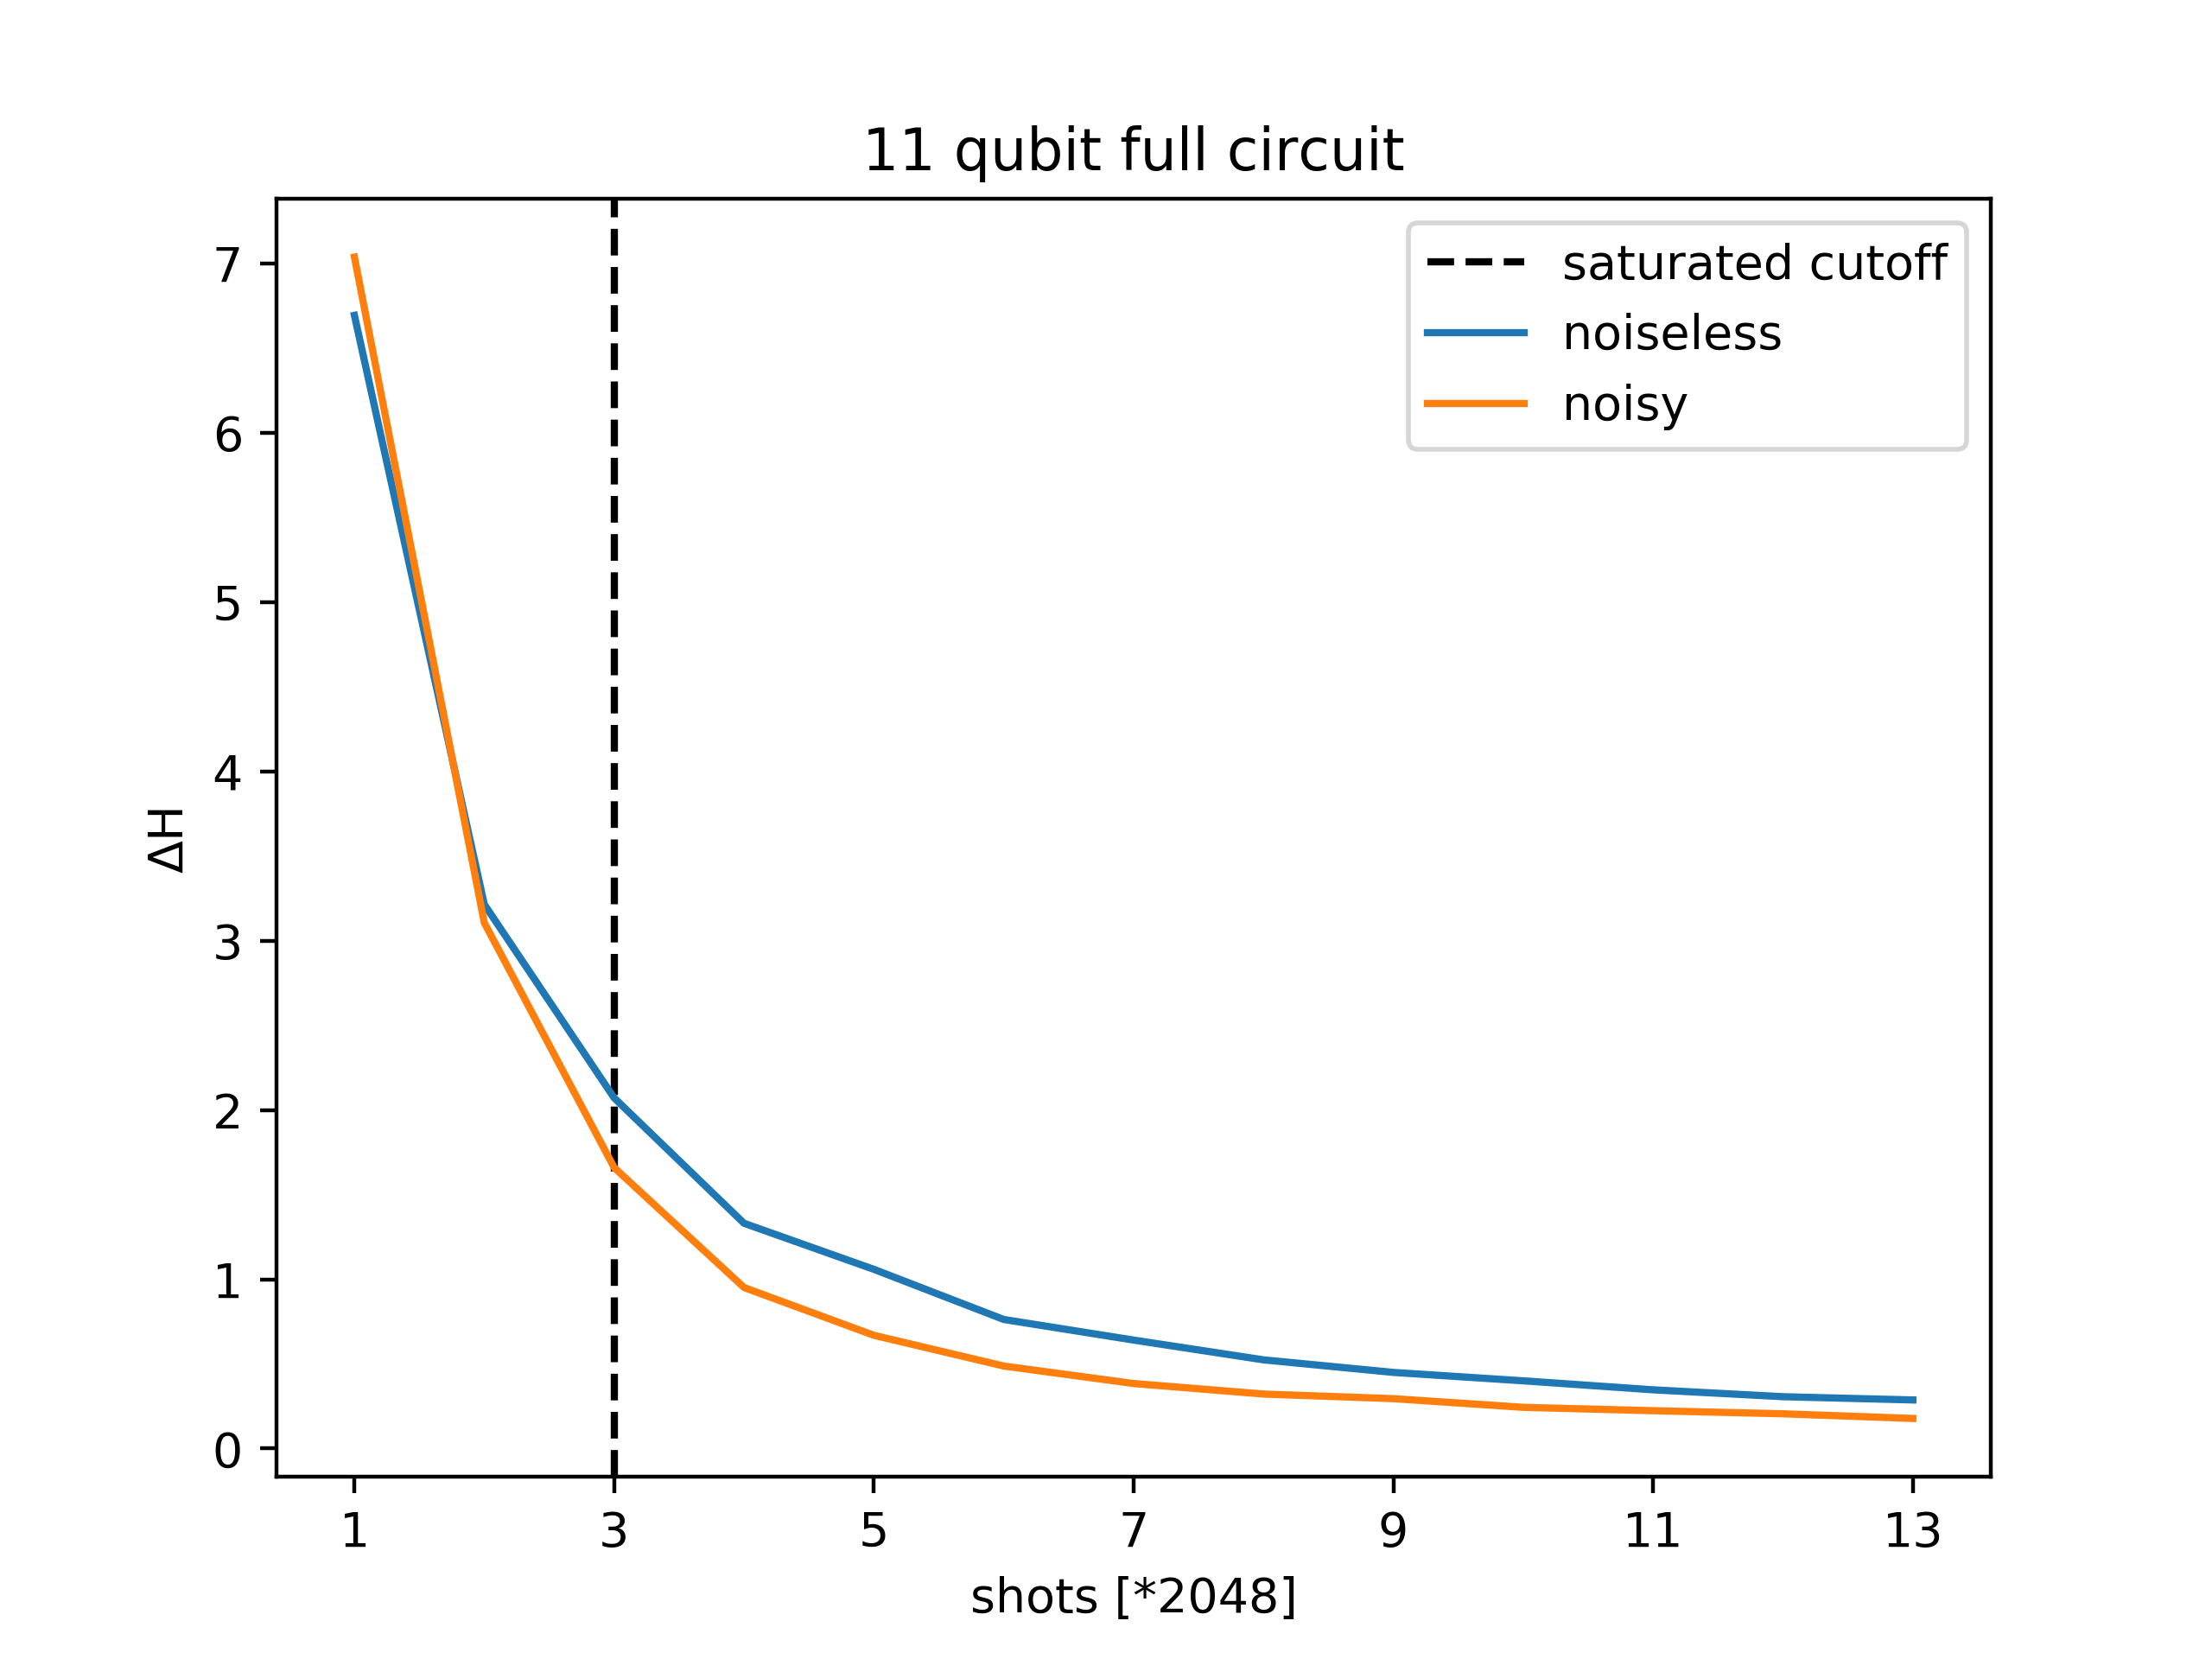 11 qubit full circuit
saturated cutoff
noiseless
noisy
7
6
5
4
3
2
1
0
ΔH
1 3 5 7 9 11 13
shots [*2048]